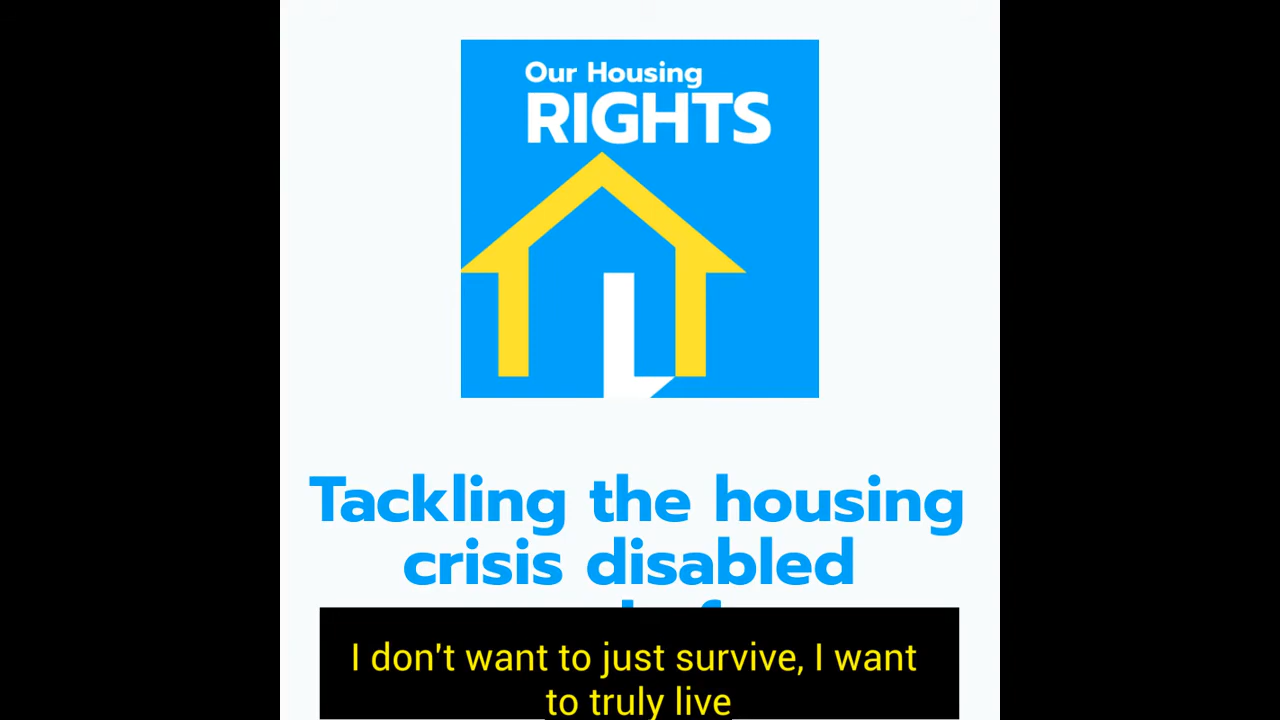 Our Housing
RIGHTS
Tackling the housing
crisis disabled
I don't want to just survive, I want
to truly live